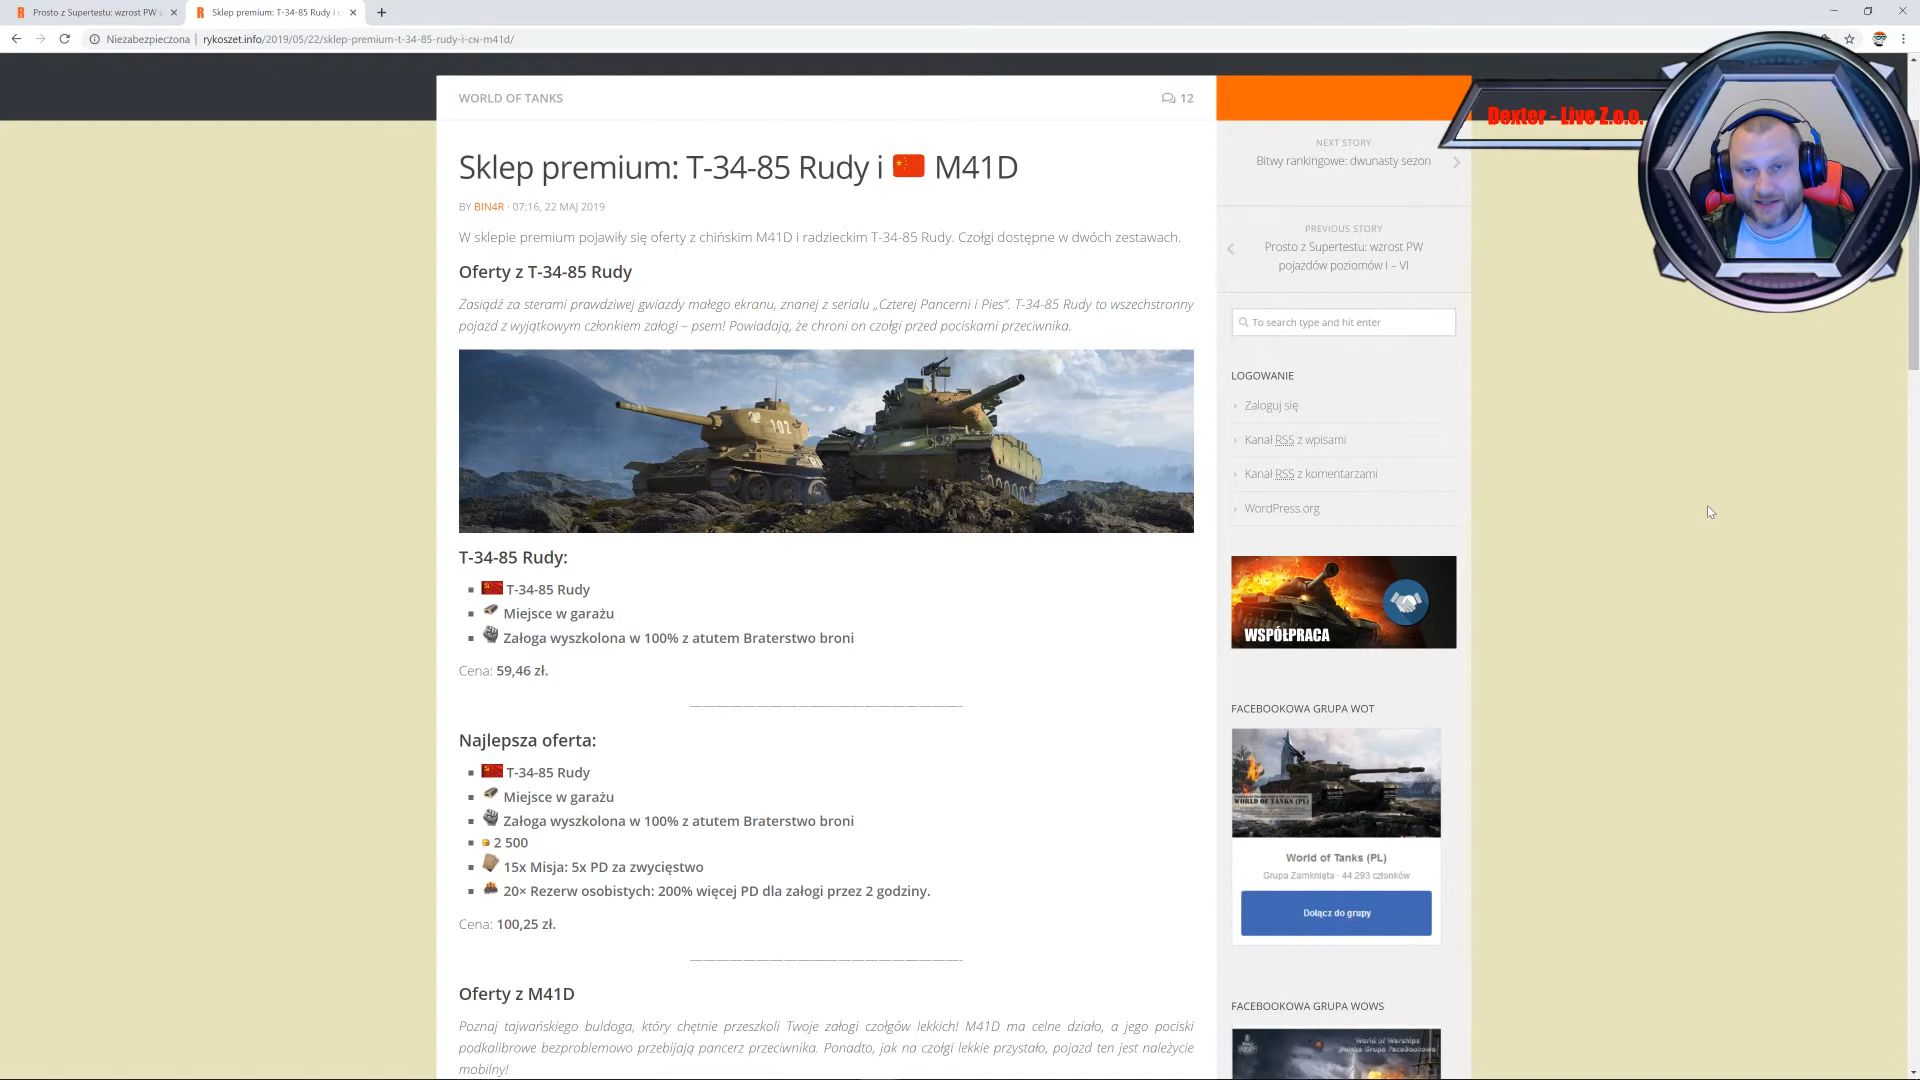 Prosto z Supertestu: wzrost PW
Sklep premium: T-34-85 Rudy i
Niezabezpieczona
rykoszet.info/2019/05/22/sklep-premium-t-34-85-rudy-i-cn-m41d/
WORLD OF TANKS
12
Sklep premium: T-34-85 Rudy i M41D
BY BIN4R · 07:16, 22 MAJ 2019
W sklepie premium pojawiły się oferty z chińskim M41D i radzieckim T-34-85 Rudy. Czołgi dostępne w dwóch zestawach.
Oferty z T-34-85 Rudy
Zasiądź za sterami prawdziwej gwiazdy małego ekranu, znanej z serialu „Czterej Pancerni i Pies”. T-34-85 Rudy to wszechstronny
pojazd z wyjątkowym członkiem załogi – psem! Powiadają, że chroni on czołgi przed pociskami przeciwnika.
102
T-34-85 Rudy:
T-34-85 Rudy
Miejsce w garażu
Załoga wyszkolona w 100% z atutem Braterstwo broni
Cena: 59,46 zł.
Najlepsza oferta:
T-34-85 Rudy
Miejsce w garażu
Załoga wyszkolona w 100% z atutem Braterstwo broni
2 500
15x Misja: 5x PD za zwycięstwo
20× Rezerw osobistych: 200% więcej PD dla załogi przez 2 godziny.
Cena: 100,25 zł.
Oferty z M41D
Poznaj tajwańskiego buldoga, który chętnie przeszkoli Twoje załogi czołgów lekkich! M41D ma celne działo, a jego pociski
podkalibrowe bezproblemowo przebijają pancerz przeciwnika. Ponadto, jak na czołgi lekkie przystało, pojazd ten jest należycie
mobilny!
Dexter - Live Z.o.o.
NEXT STORY
Bitwy rankingowe: dwunasty sezon
PREVIOUS STORY
Prosto z Supertestu: wzrost PW
pojazdów poziomów I – VI
To search type and hit enter
LOGOWANIE
Zaloguj się
Kanał RSS z wpisami
Kanał RSS z komentarzami
WordPress.org
WSPÓŁPRACA
FACEBOOKOWA GRUPA WOT
WORLD OF TANKS (PL)
World of Tanks (PL)
Grupa Zamknięta · 44 293 członków
Dołącz do grupy
FACEBOOKOWA GRUPA WOWS
World of Warships
Polska Grupa Facebookowa